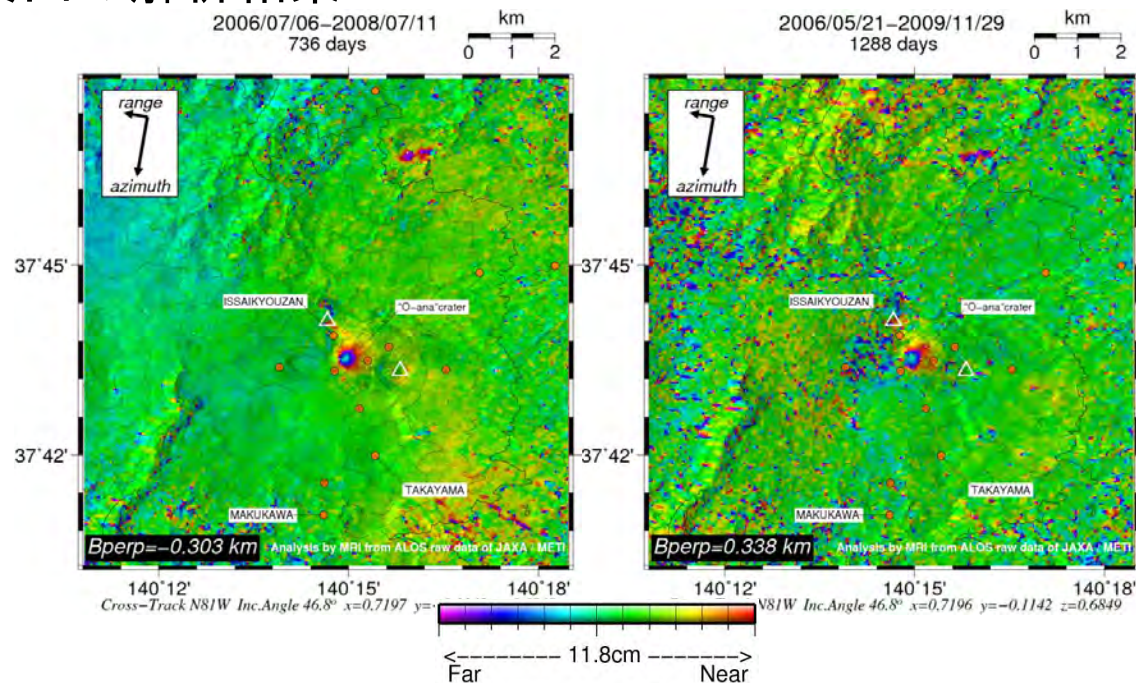 2006/07/06−2008/07/11
736 days
km
0 1 2
range
azimuth
37°45'
37°42'
ISSAIKYOUZAN
"O-ana"crater
TAKAYAMA
MAKUKAWA
Bperp=−0.303 km
Analysis by MRI from ALOS raw data of JAXA / METI
140°12' 140°15' 140°18'
Cross−Track N81W Inc.Angle 46.8° x=0.7197 y=-
2006/05/21−2009/11/29
1288 days
km
0 1 2
range
azimuth
37°45'
37°42'
ISSAIKYOUZAN
"O-ana"crater
TAKAYAMA
MAKUKAWA
Bperp=0.338 km
Analysis by MRI from ALOS raw data of JAXA / METI
140°12' 140°15' 140°18'
N81W Inc.Angle 46.8° x=0.7196 y=−0.1142 z=0.6849
<------- 11.8cm ------->
Far Near